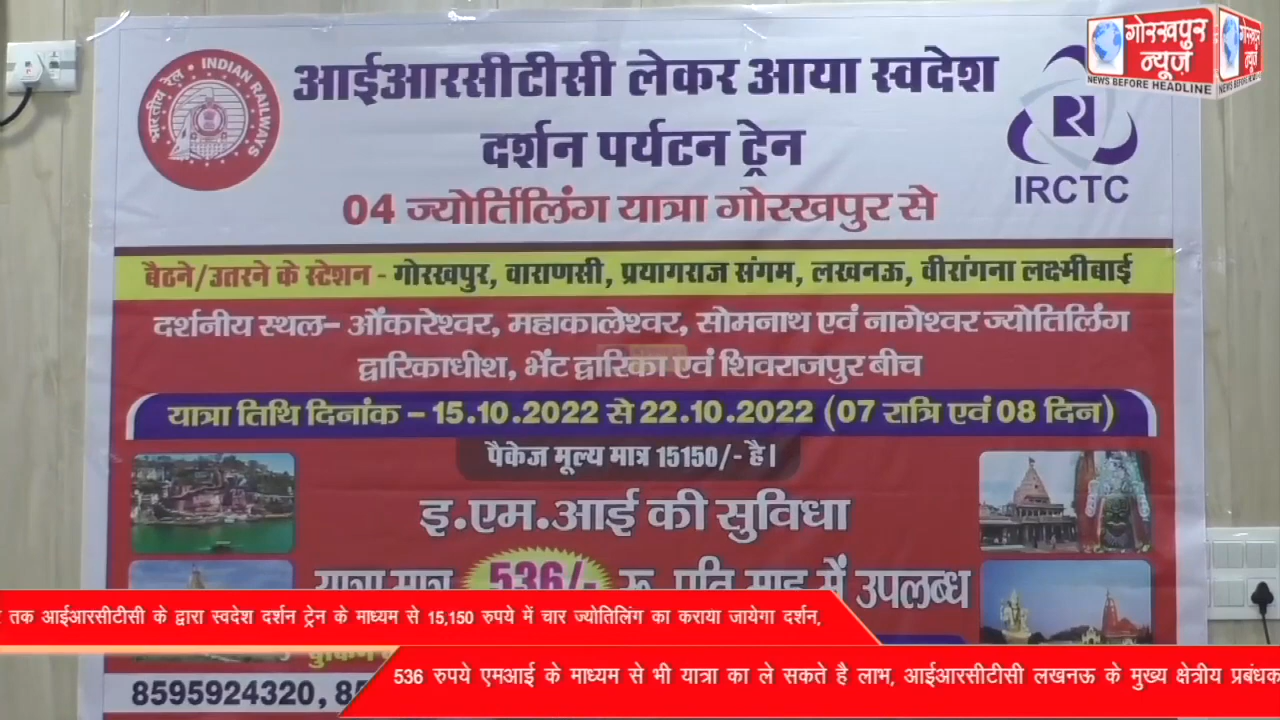 गोरखपुर
न्यूज़
NEWS BEFORE HEADLINE
भारतीय रेल • INDIAN RAILWAYS
आईआरसीटीसी लेकर आया स्वदेश
दर्शन पर्यटन ट्रेन
IRCTC
04 ज्योर्तिलिंग यात्रा गोरखपुर से
बैठने/उतरने के स्टेशन - गोरखपुर, वाराणसी, प्रयागराज संगम, लखनऊ, वीरांगना लक्ष्मीबाई
दर्शनीय स्थल– ओंकारेश्वर, महाकालेश्वर, सोमनाथ एवं नागेश्वर ज्योतिलिंग
द्वारिकाधीश, भेंट द्वारिका एवं शिवराजपुर बीच
यात्रा तिथि दिनांक – 15.10.2022 से 22.10.2022 (07 रात्रि एवं 08 दिन)
पैकेज मूल्य मात्र 15150/- है।
इ.एम.आई की सुविधा
यात्रा मात्र 536/- रू. प्रति माह में उपलब्ध
तक आईआरसीटीसी के द्वारा स्वदेश दर्शन ट्रेन के माध्यम से 15,150 रुपये में चार ज्योतिलिंग का कराया जायेगा दर्शन,
536 रुपये एमआई के माध्यम से भी यात्रा का ले सकते है लाभ, आईआरसीटीसी लखनऊ के मुख्य क्षेत्रीय प्रबंधक
8595924320,